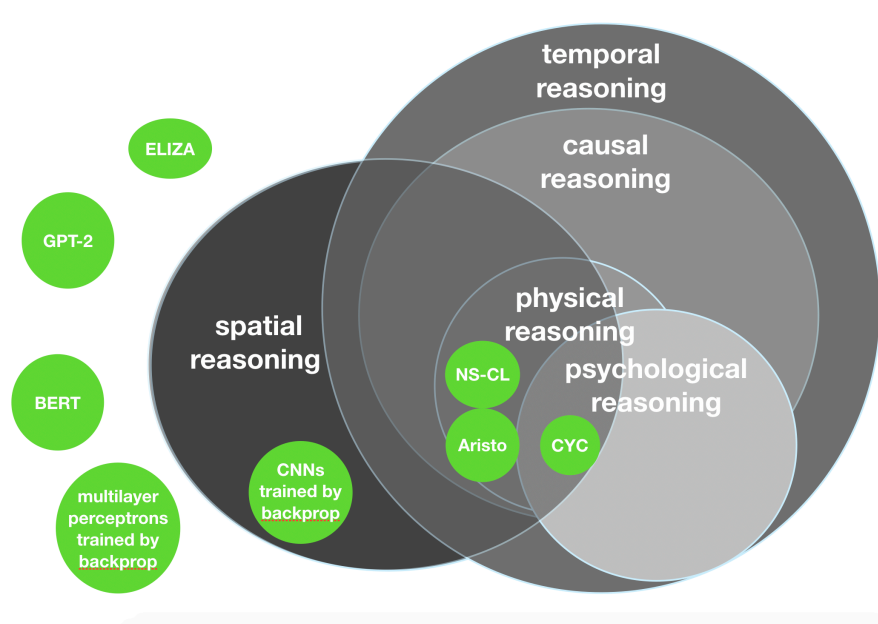 temporal
reasoning
causal
reasoning
ELIZA
GPT-2
physical
reasoning
spatial
reasoning
psychological
reasoning
NS-CL
BERT
Aristo
CYC
CNNs
trained by
backprop
multilayer
perceptrons
trained by
backprop